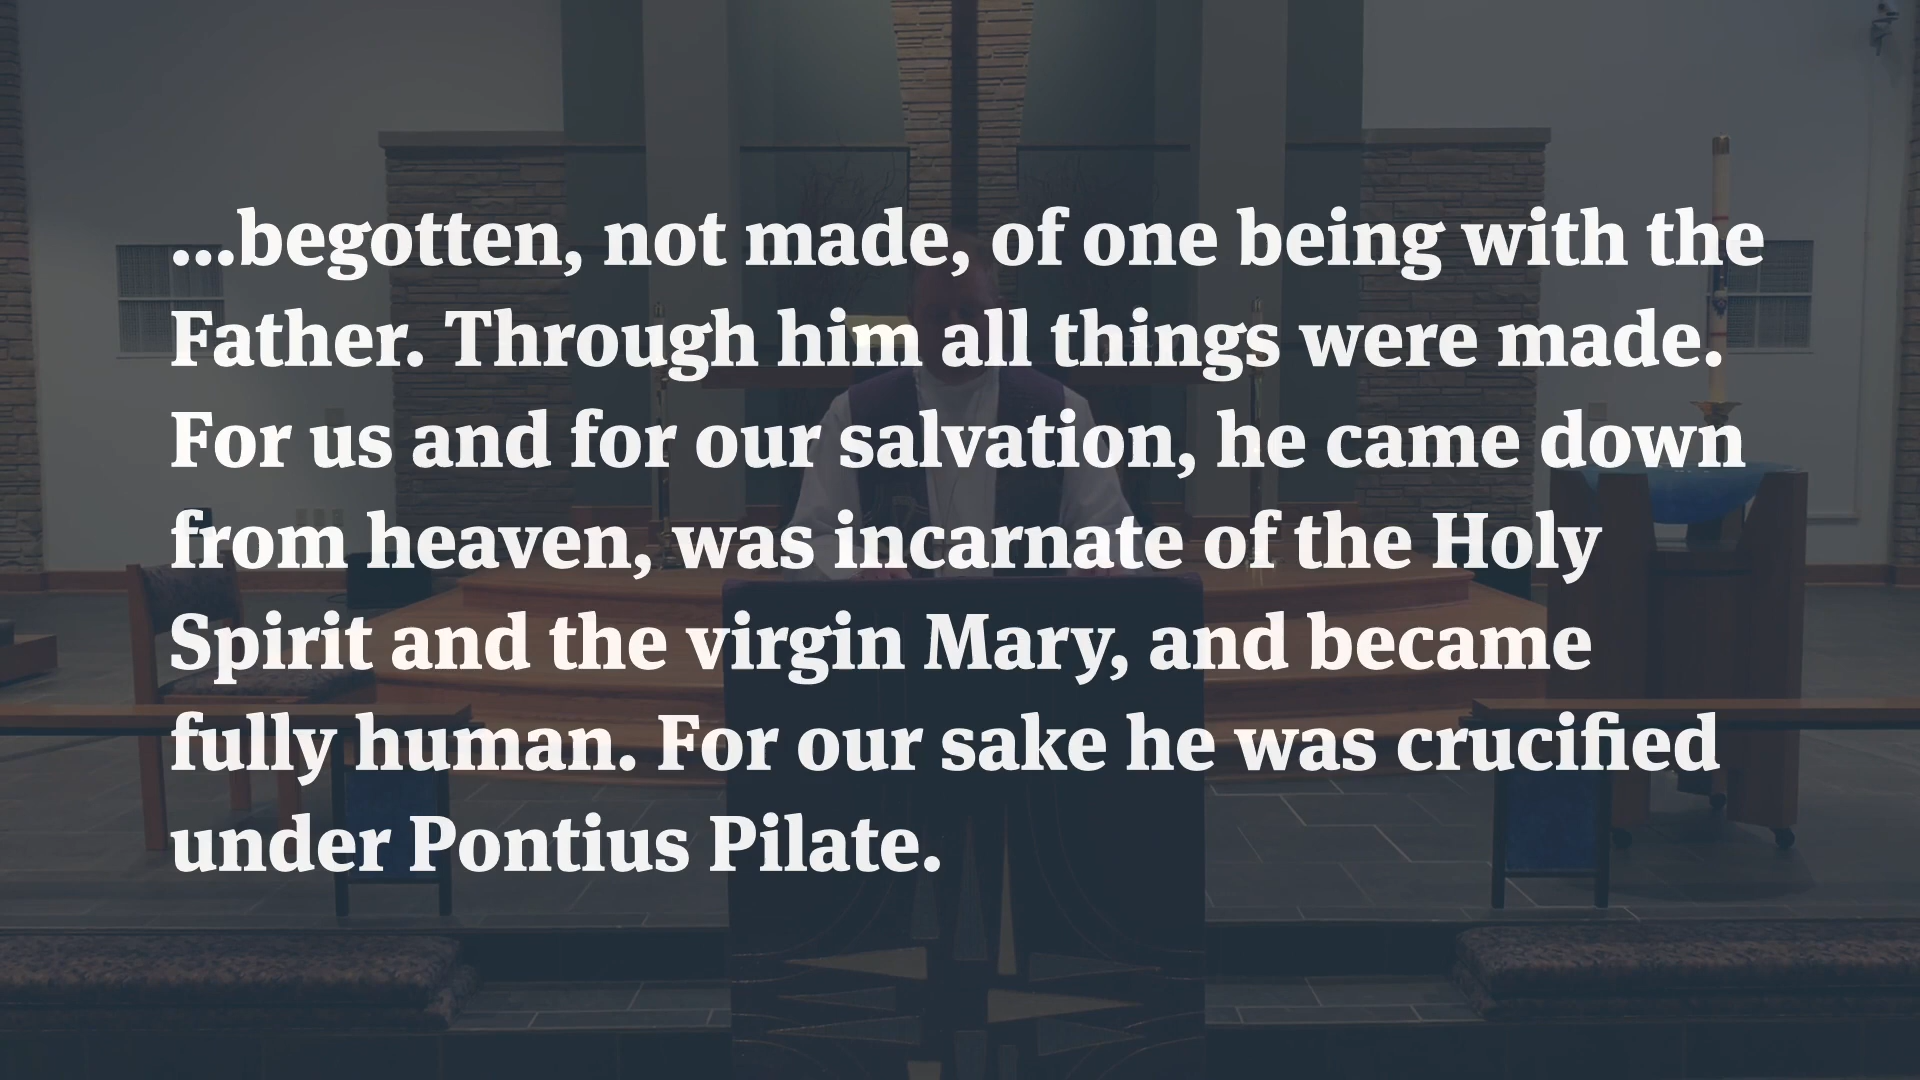 ...begotten, not made, of one being with the
Father. Through him all things were made.
For us and for our salvation, he came down
from heaven, was incarnate of the Holy
Spirit and the virgin Mary, and became
fully human. For our sake he was crucified
under Pontius Pilate.